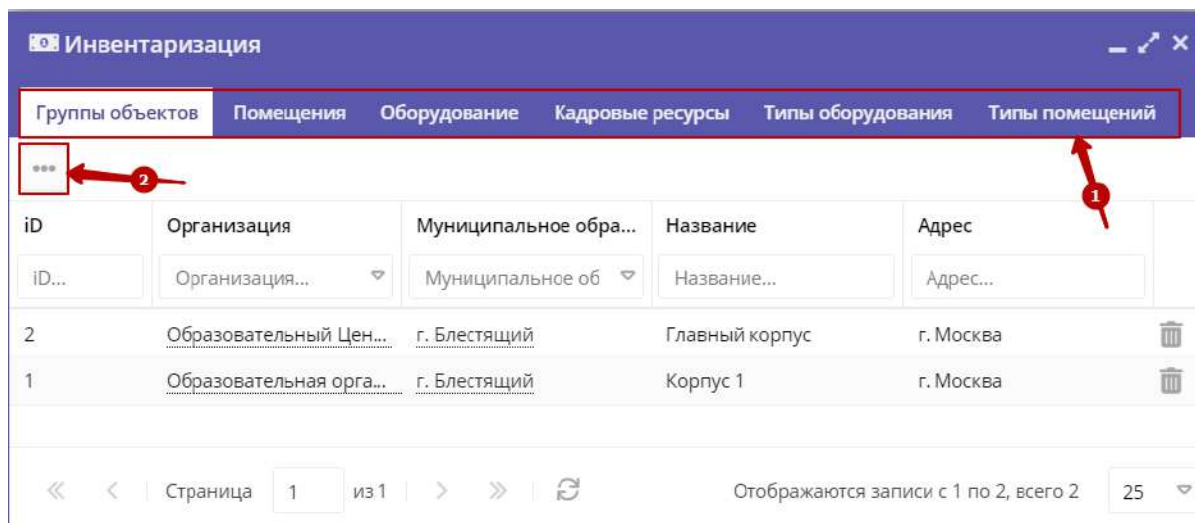 Инвентаризация
Группы объектов Помещения Оборудование Кадровые ресурсы Типы оборудования Типы помещений
2
1
iD Организация Муниципальное обра... Название Адрес
iD... Организация... Муниципальное об Название... Адрес...
2 Образовательный Цен... г. Блестящий Главный корпус г. Москва
1 Образовательная орга... г. Блестящий Корпус 1 г. Москва
Страница 1 из 1 Отображаются записи с 1 по 2, всего 2 25